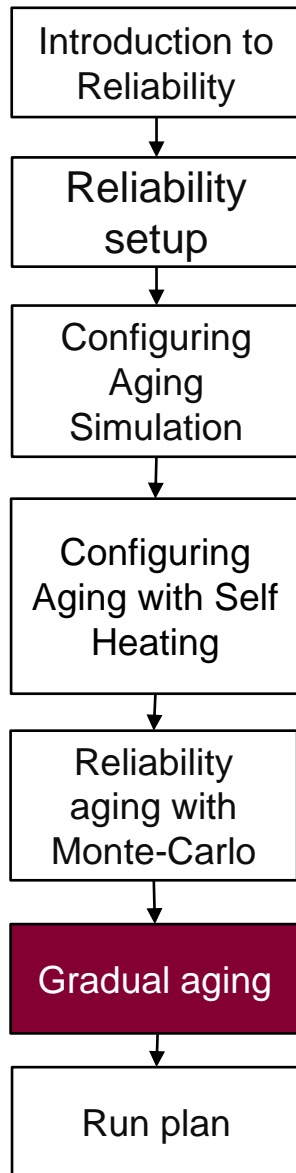 Introduction to
Reliability
Reliability
setup
Configuring
Aging
Simulation
Configuring
Aging with Self
Heating
Reliability
aging with
Monte-Carlo
Gradual aging
Run plan